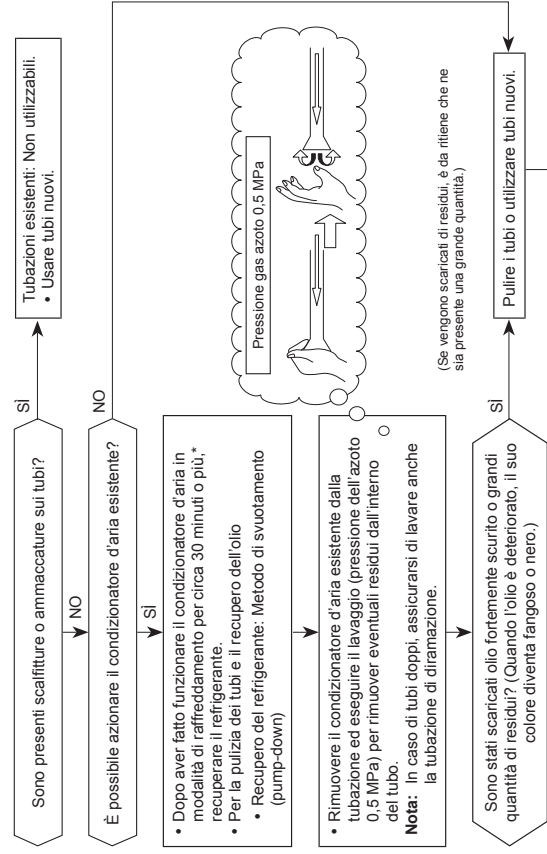 Sono presenti scalfitture o ammaccature sui tubi?
SÌ
Tubazioni esistenti: Non utilizzabili.
• Usare tubi nuovi.
NO
È possibile azionare il condizionatore d'aria esistente?
NO
SÌ
• Dopo aver fatto funzionare il condizionatore d'aria in
modalità di raffreddamento per circa 30 minuti o più,*
recuperare il refrigerante.
• Per la pulizia dei tubi e il recupero dell'olio
• Recupero del refrigerante: Metodo di svuotamento
(pump-down)
• Rimuovere il condizionatore d'aria esistente dalla
tubazione ed eseguire il lavaggio (pressione dell'azoto
0,5 MPa) per rimuovere eventuali residui dall'interno
del tubo.
Nota: In caso di tubi doppi, assicurarsi di lavare anche
la tubazione di diramazione.
Pressione gas azoto 0,5 MPa
(Se vengono scaricati di residui, è da ritiene che ne
sia presente una grande quantità.)
Sono stati scaricati olio fortemente scurito o grandi
quantità di residui? (Quando l'olio è deteriorato, il suo
colore diventa fangoso o nero.)
SÌ
Pulire i tubi o utilizzare tubi nuovi.